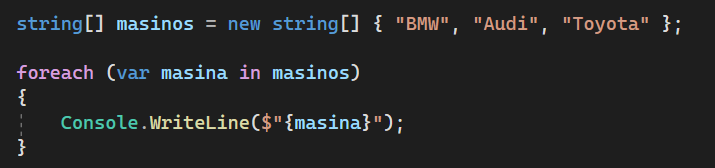 string[] masinos = new string[] { "BMW", "Audi", "Toyota" };
foreach (var masina in masinos)
{
Console.WriteLine($"{masina}");
}